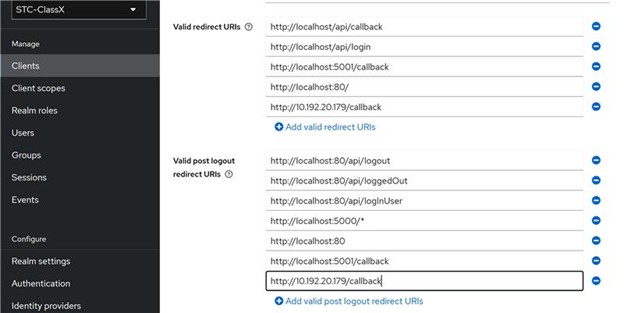 STC-ClassX
Manage
Clients
Client scopes
Realm roles
Users
Groups
Sessions
Events
Configure
Realm settings
Authentication
Identity providers
Valid redirect URIs
http://localhost/api/callback
http://localhost/api/login
http://localhost:5001/callback
http://localhost:80/
http://10.192.20.179/callback
Add valid redirect URIs
Valid post logout
redirect URIs
http://localhost:80/api/logout
http://localhost:80/api/loggedOut
http://localhost:80/api/logInUser
http://localhost:5000/*
http://localhost:80
http://localhost:5001/callback
http://10.192.20.179/callback
Add valid post logout redirect URIs